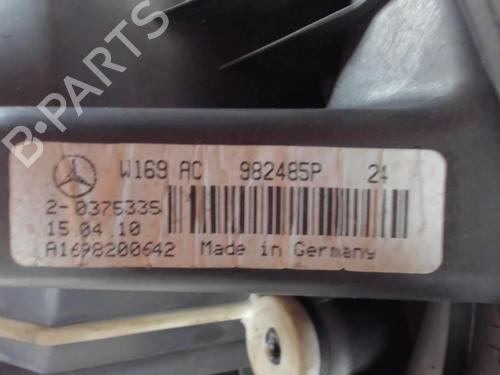 B-PARTS
W169 AC 982485P 24
2-0375335
15.04.10
A1698200642 Made in Germany